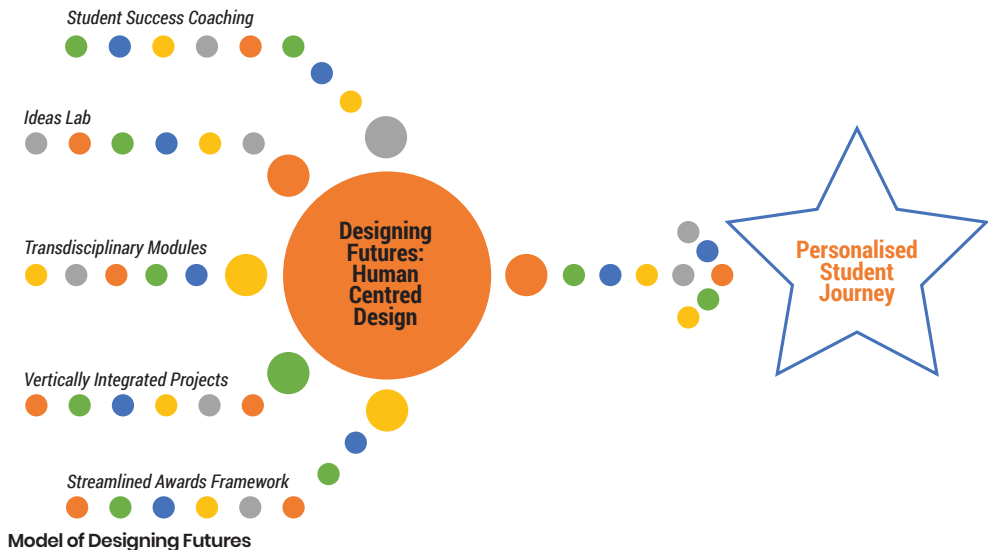 Student Success Coaching
Ideas Lab
Transdisciplinary Modules
Vertically Integrated Projects
Streamlined Awards Framework
Designing
Futures:
Human
Centred
Design
Personalised
Student
Journey
Model of Designing Futures